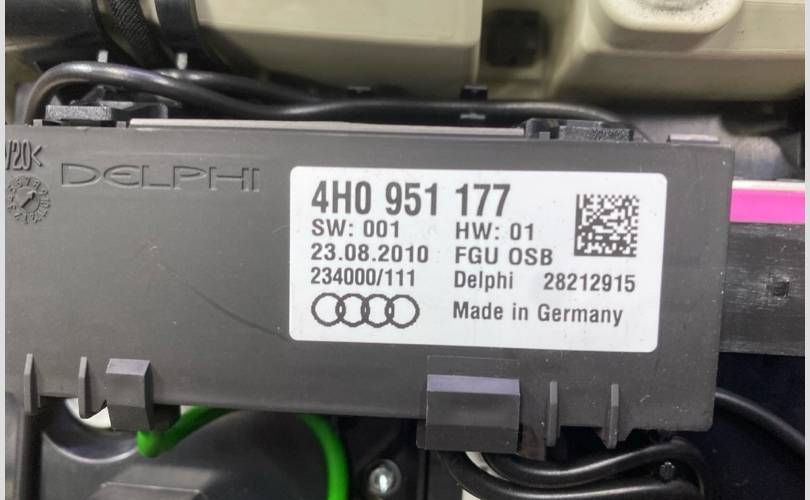 /20<
DELPHI
4H0 951 177
SW: 001 HW: 01
23.08.2010 FGU OSB
234000/111 Delphi 28212915
Made in Germany